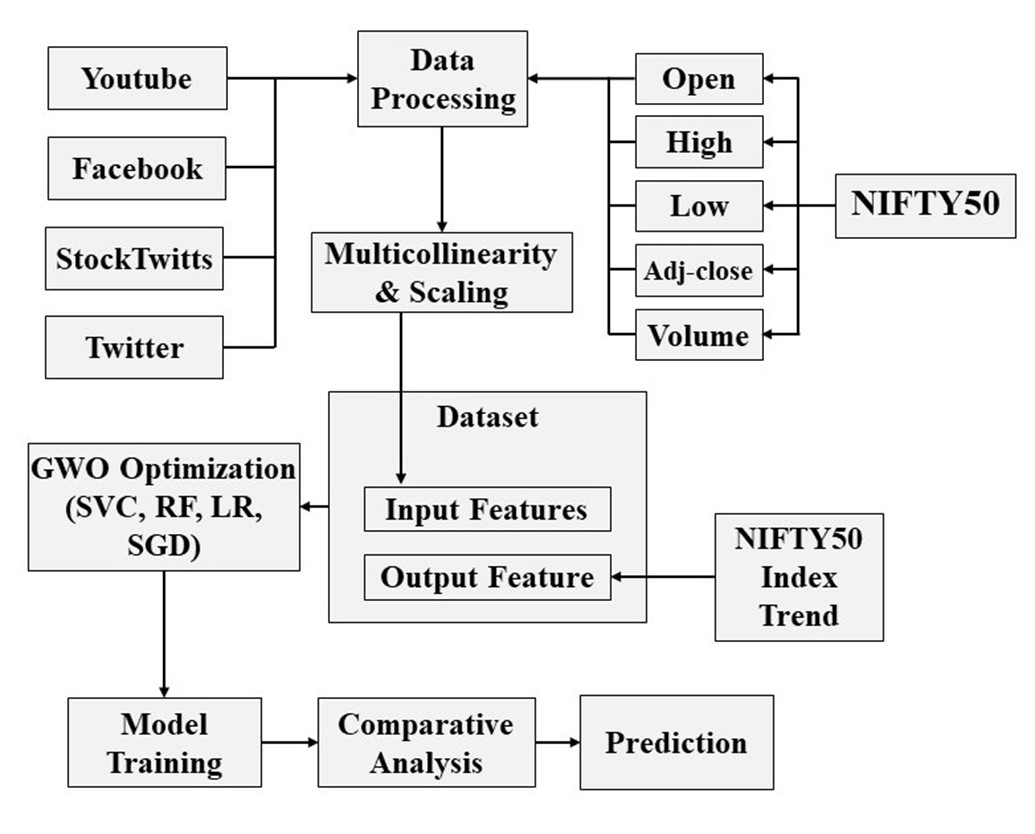 Youtube
Facebook
StockTwitts
Twitter
Data
Processing
Open
High
Low
Adj-close
Volume
NIFTY50
Multicollinearity
& Scaling
Dataset
Input Features
Output Feature
NIFTY50
Index
Trend
GWO Optimization
(SVC, RF, LR,
SGD)
Model
Training
Comparative
Analysis
Prediction